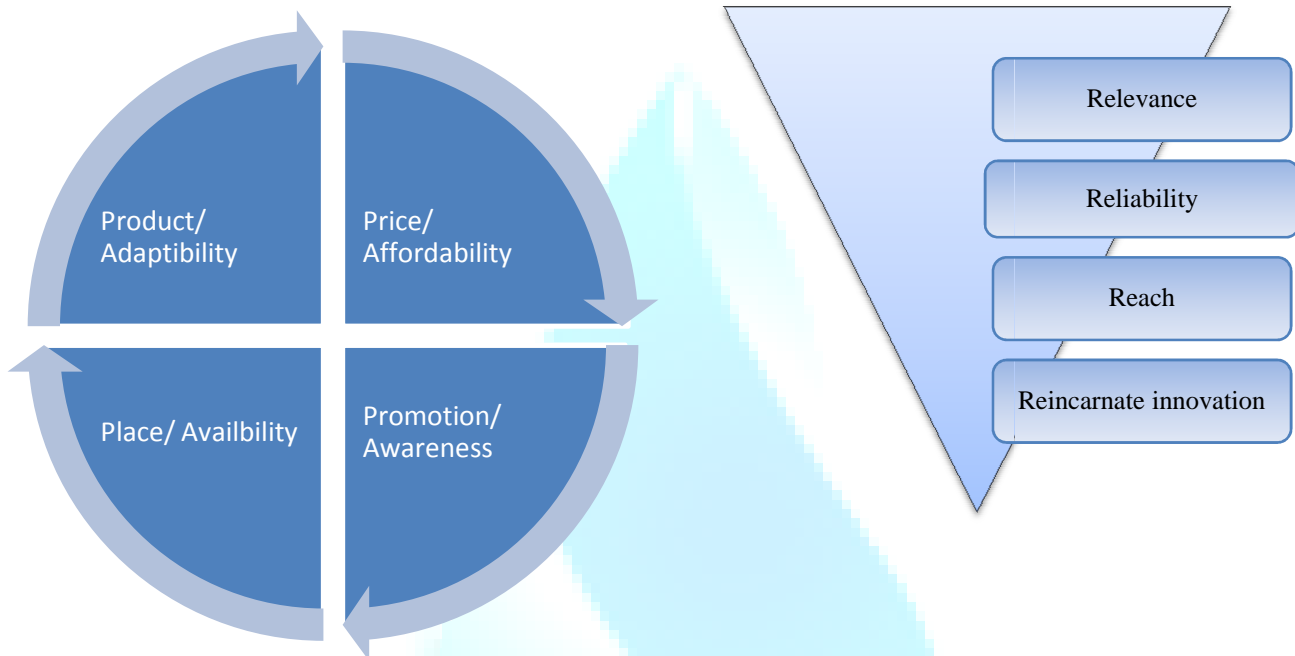 Product/
Adaptibility
Price/
Affordability
Place/ Availbility
Promotion/
Awareness
Relevance
Reliability
Reach
Reincarnate innovation